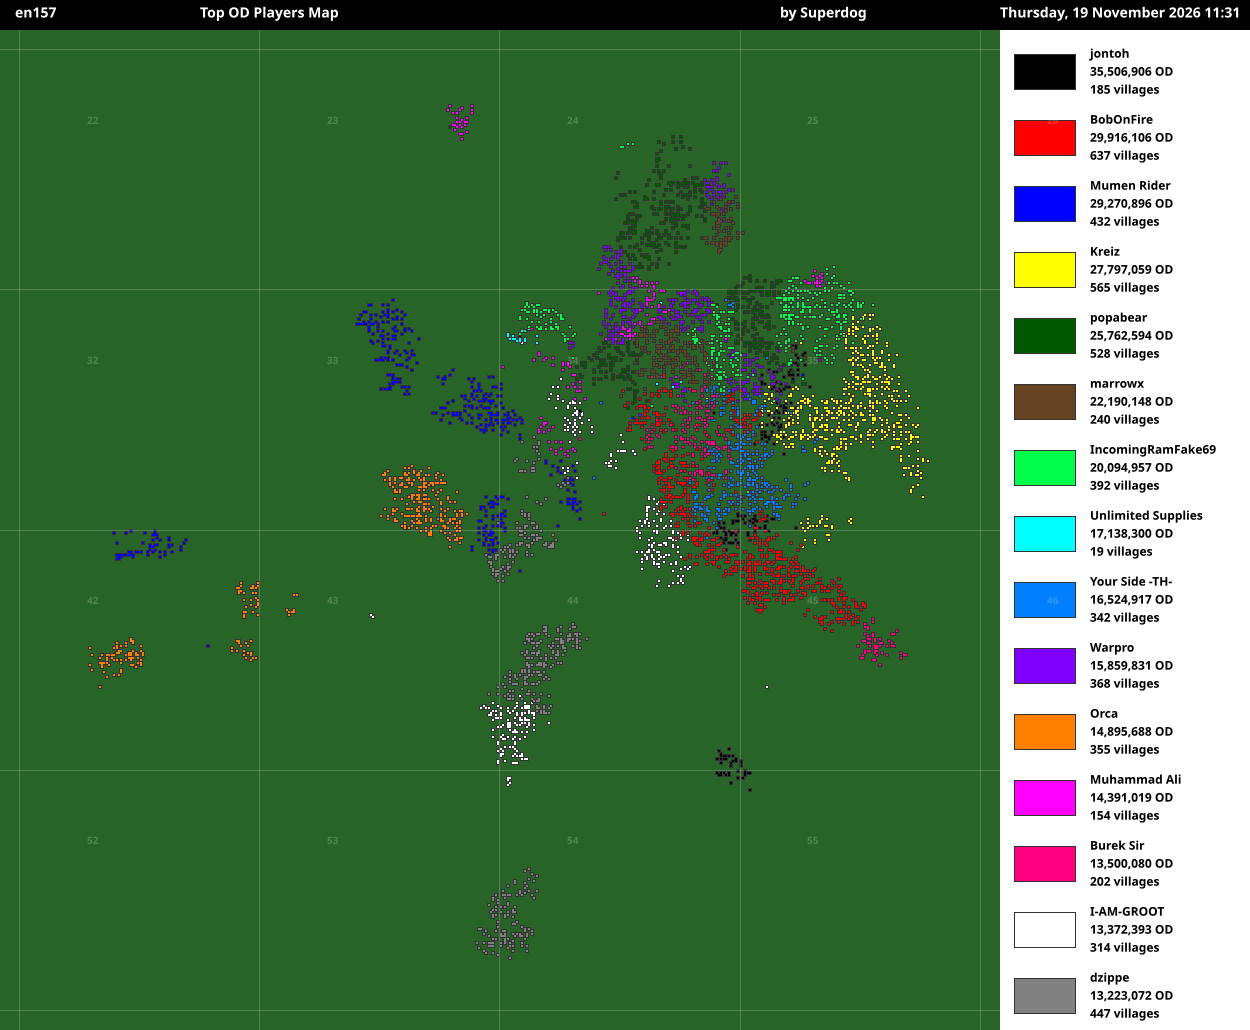 en157 Top OD Players Map by Superdog Thursday, 19 November 2026 11:31
jontoh
35,506,906 OD
185 villages
22 23 24 25 26
BobOnFire
29,916,106 OD
637 villages
Mumen Rider
29,270,896 OD
432 villages
Kreiz
27,797,059 OD
565 villages
popabear
25,762,594 OD
528 villages
32 33
marrowx
22,190,148 OD
240 villages
IncomingRamFake69
20,094,957 OD
392 villages
Unlimited Supplies
17,138,300 OD
19 villages
Your Side -TH-
16,524,917 OD
342 villages
42 43 44 45 46
Warpro
15,859,831 OD
368 villages
Orca
14,895,688 OD
355 villages
Muhammad Ali
14,391,019 OD
154 villages
52 53 54 55
Burek Sir
13,500,080 OD
202 villages
I-AM-GROOT
13,372,393 OD
314 villages
dzippe
13,223,072 OD
447 villages